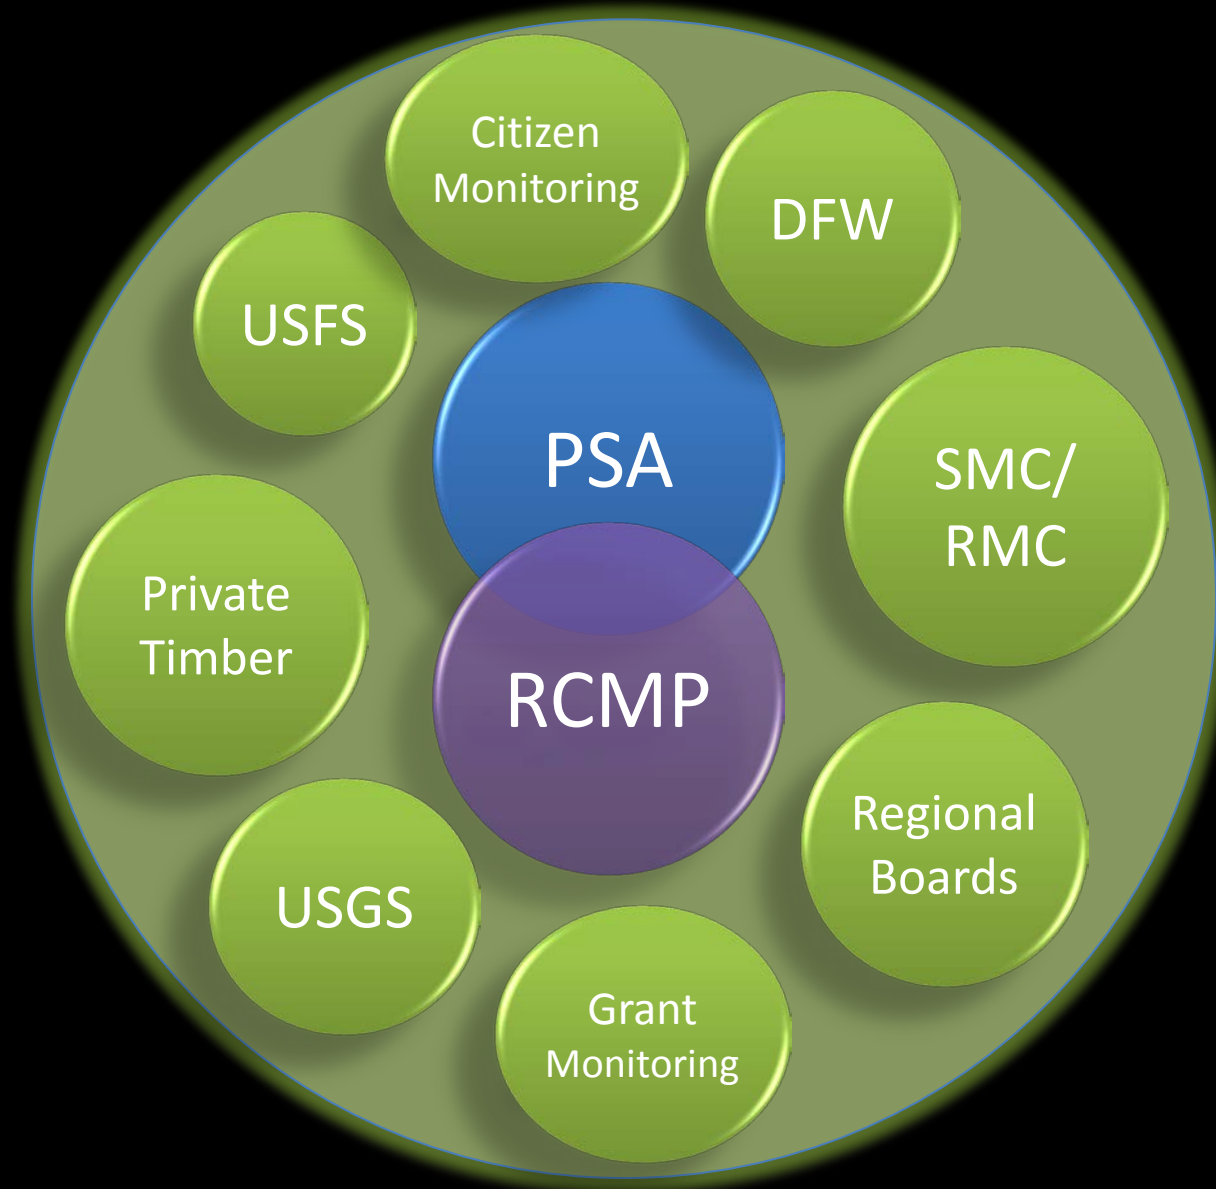 Citizen
Monitoring
DFW
USFS
PSA
SMC/
RMC
Private
Timber
RCMP
Regional
Boards
USGS
Grant
Monitoring